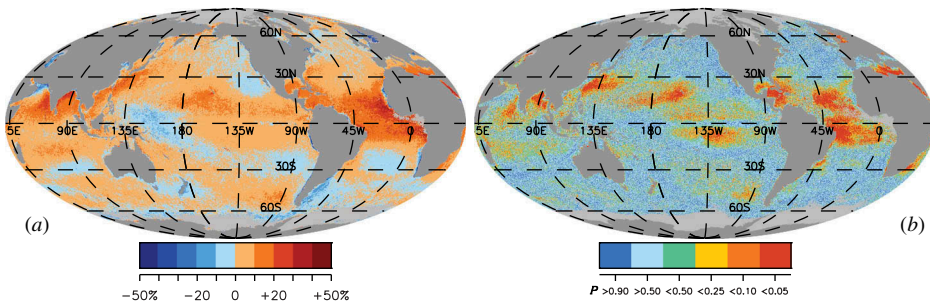 60N
30N
5E 90E 135E 180 135W 90W 45W 0
30S
60S
(a)
−50% −20 0 +20 +50%
60N
30N
5E 90E 135E 180 135W 90W 45W 0
30S
60S
(b)
P >0.90 >0.50 <0.50 <0.25 <0.10 <0.05